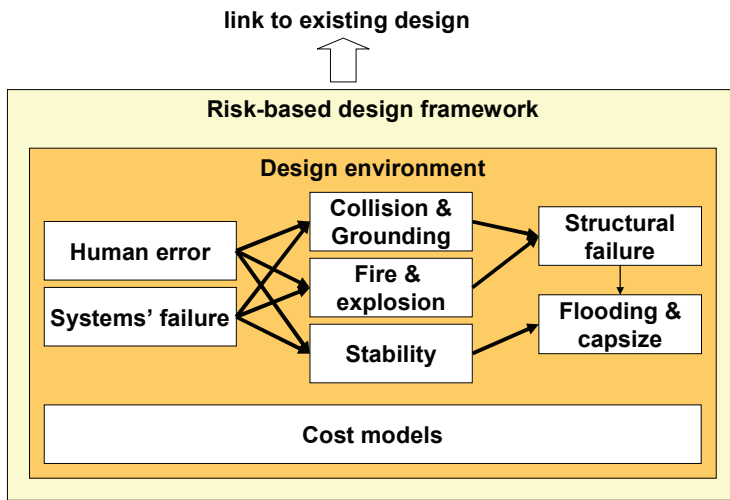 link to existing design
Risk-based design framework
Design environment
Human error
Systems’ failure
Collision &
Grounding
Fire &
explosion
Stability
Structural
failure
Flooding &
capsize
Cost models